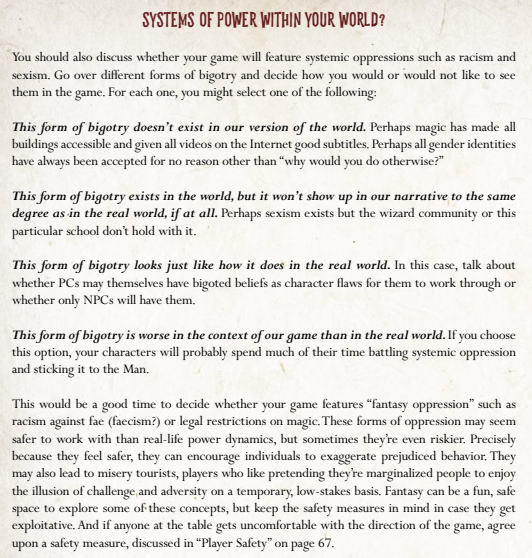 SYSTEMS OF POWER WITHIN YOUR WORLD?
You should also discuss whether your game will feature systemic oppressions such as racism and
sexism. Go over different forms of bigotry and decide how you would or would not like to see
them in the game. For each one, you might select one of the following:
This form of bigotry doesn't exist in our version of the world. Perhaps magic has made all
buildings accessible and given all videos on the Internet good subtitles. Perhaps all gender identities
have always been accepted for no reason other than "why would you do otherwise?"
This form of bigotry exists in the world, but it won't show up in our narrative to the same
degree as in the real world, if at all. Perhaps sexism exists but the wizard community or this
particular school don't hold with it.
This form of bigotry looks just like how it does in the real world. In this case, talk about
whether PCs may themselves have bigoted beliefs as character flaws for them to work through or
whether only NPCs will have them.
This form of bigotry is worse in the context of our game than in the real world. If you choose
this option, your characters will probably spend much of their time battling systemic oppression
and sticking it to the Man.
This would be a good time to decide whether your game features "fantasy oppression" such as
racism against fae (faecism?) or legal restrictions on magic. These forms of oppression may seem
safer to work with than real-life power dynamics, but sometimes they're even riskier. Precisely
because they feel safer, they can encourage individuals to exaggerate prejudiced behavior. They
may also lead to misery tourists, players who like pretending they're marginalized people to enjoy
the illusion of challenge and adversity on a temporary, low-stakes basis. Fantasy can be a fun, safe
space to explore some of these concepts, but keep the safety measures in mind in case they get
exploitative. And if anyone at the table gets uncomfortable with the direction of the game, agree
upon a safety measure, discussed in "Player Safety" on page 67.